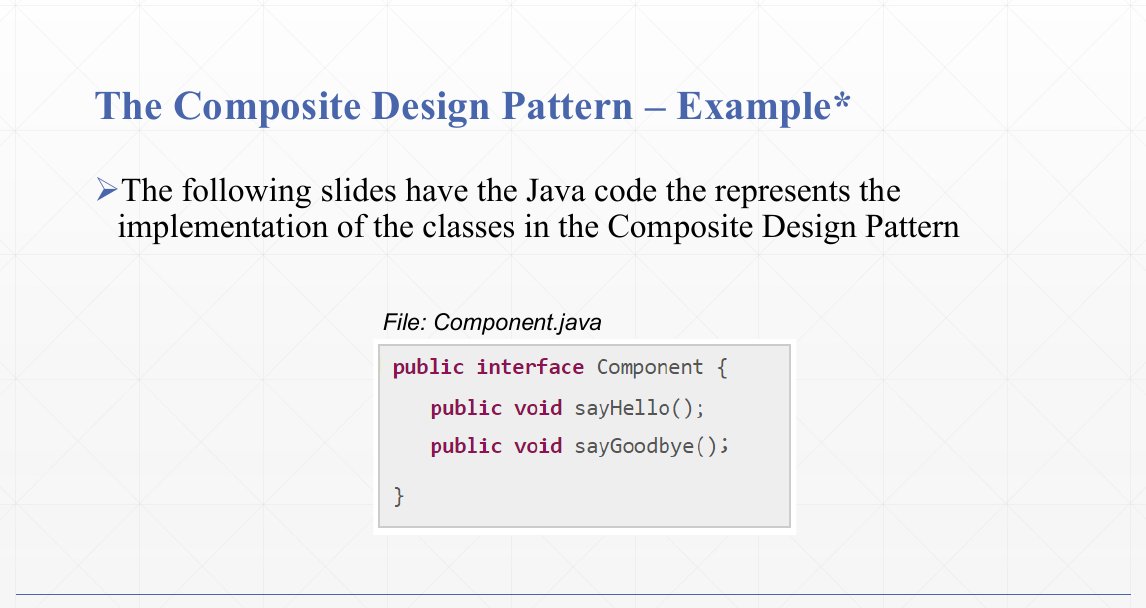 The Composite Design Pattern – Example*
➢The following slides have the Java code the represents the
implementation of the classes in the Composite Design Pattern
File: Component.java
public interface Component {
public void sayHello();
public void sayGoodbye();
}